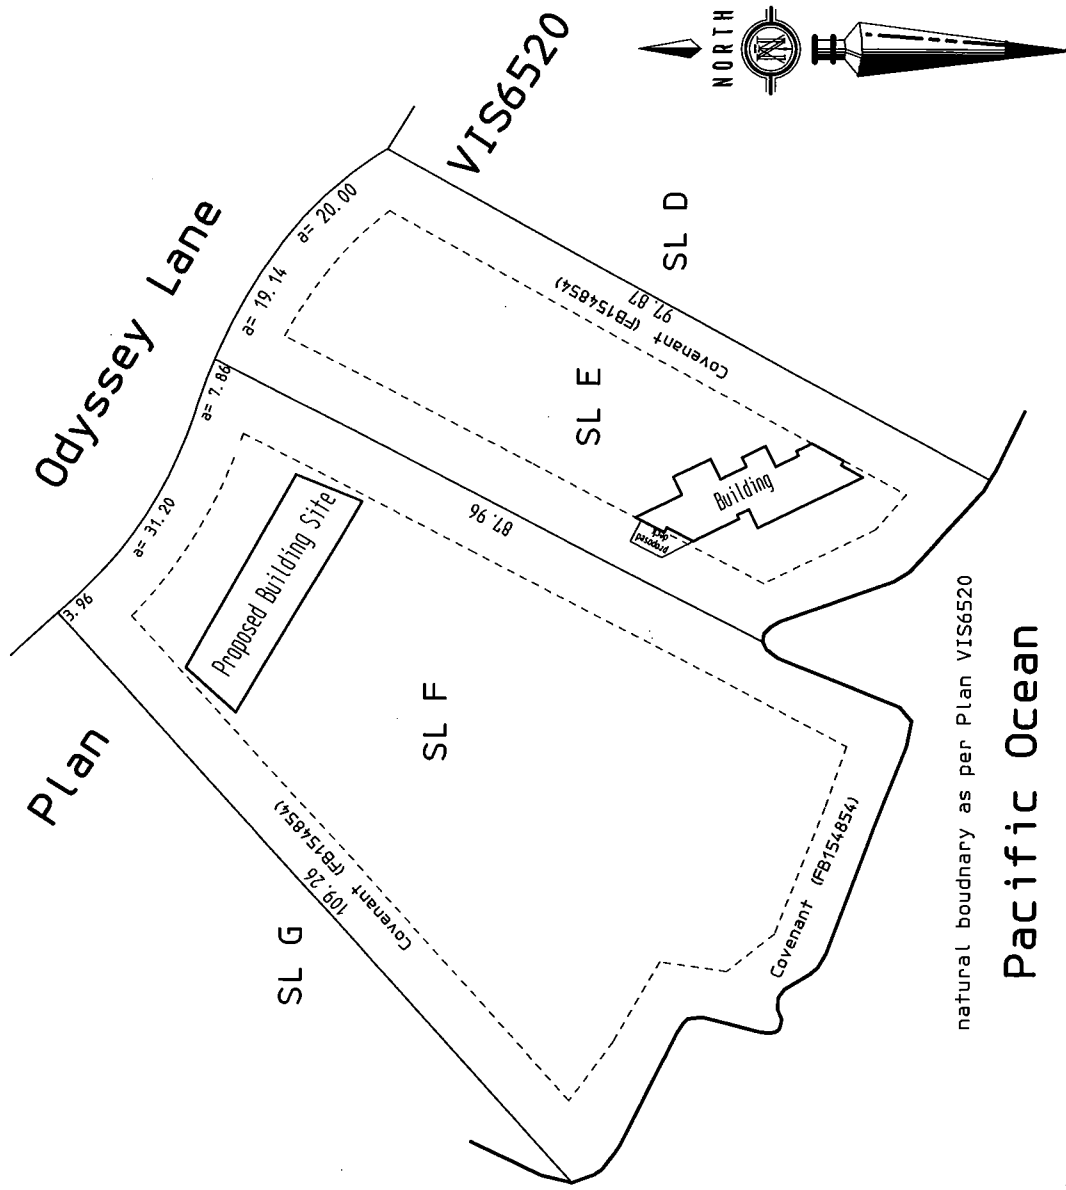 Odyssey Lane
Plan
VIS6520
NORTH
3.96
a= 31.20
a= 7.86
a= 19.14
a= 20.00
Proposed Building Site
87.96
SL F
SL G
109.26
Covenant (FB154854)
SL E
SL D
97.87
Covenant (FB154854)
Building
proposed
deck
Covenant (FB154854)
natural boudnary as per Plan VIS6520
Pacific Ocean